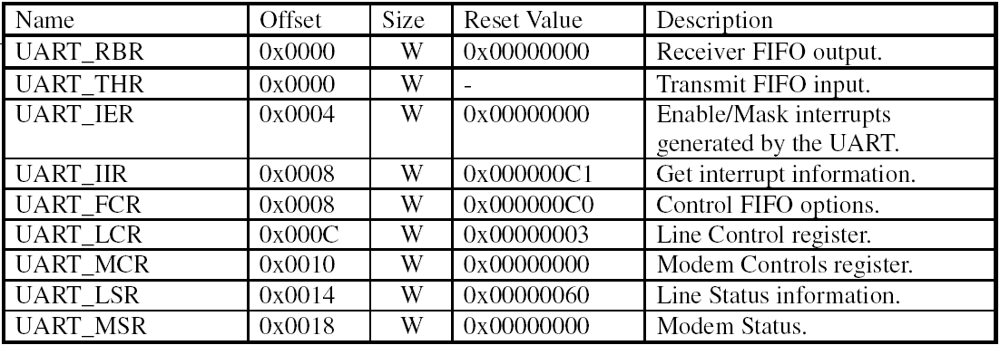 Name Offset Size Reset Value Description
UART_RBR 0x0000 W 0x00000000 Receiver FIFO output.
UART_THR 0x0000 W - Transmit FIFO input.
UART_IER 0x0004 W 0x00000000 Enable/Mask interrupts
generated by the UART.
UART_IIR 0x0008 W 0x000000C1 Get interrupt information.
UART_FCR 0x0008 W 0x000000C0 Control FIFO options.
UART_LCR 0x000C W 0x00000003 Line Control register.
UART_MCR 0x0010 W 0x00000000 Modem Controls register.
UART_LSR 0x0014 W 0x00000060 Line Status information.
UART_MSR 0x0018 W 0x00000000 Modem Status.